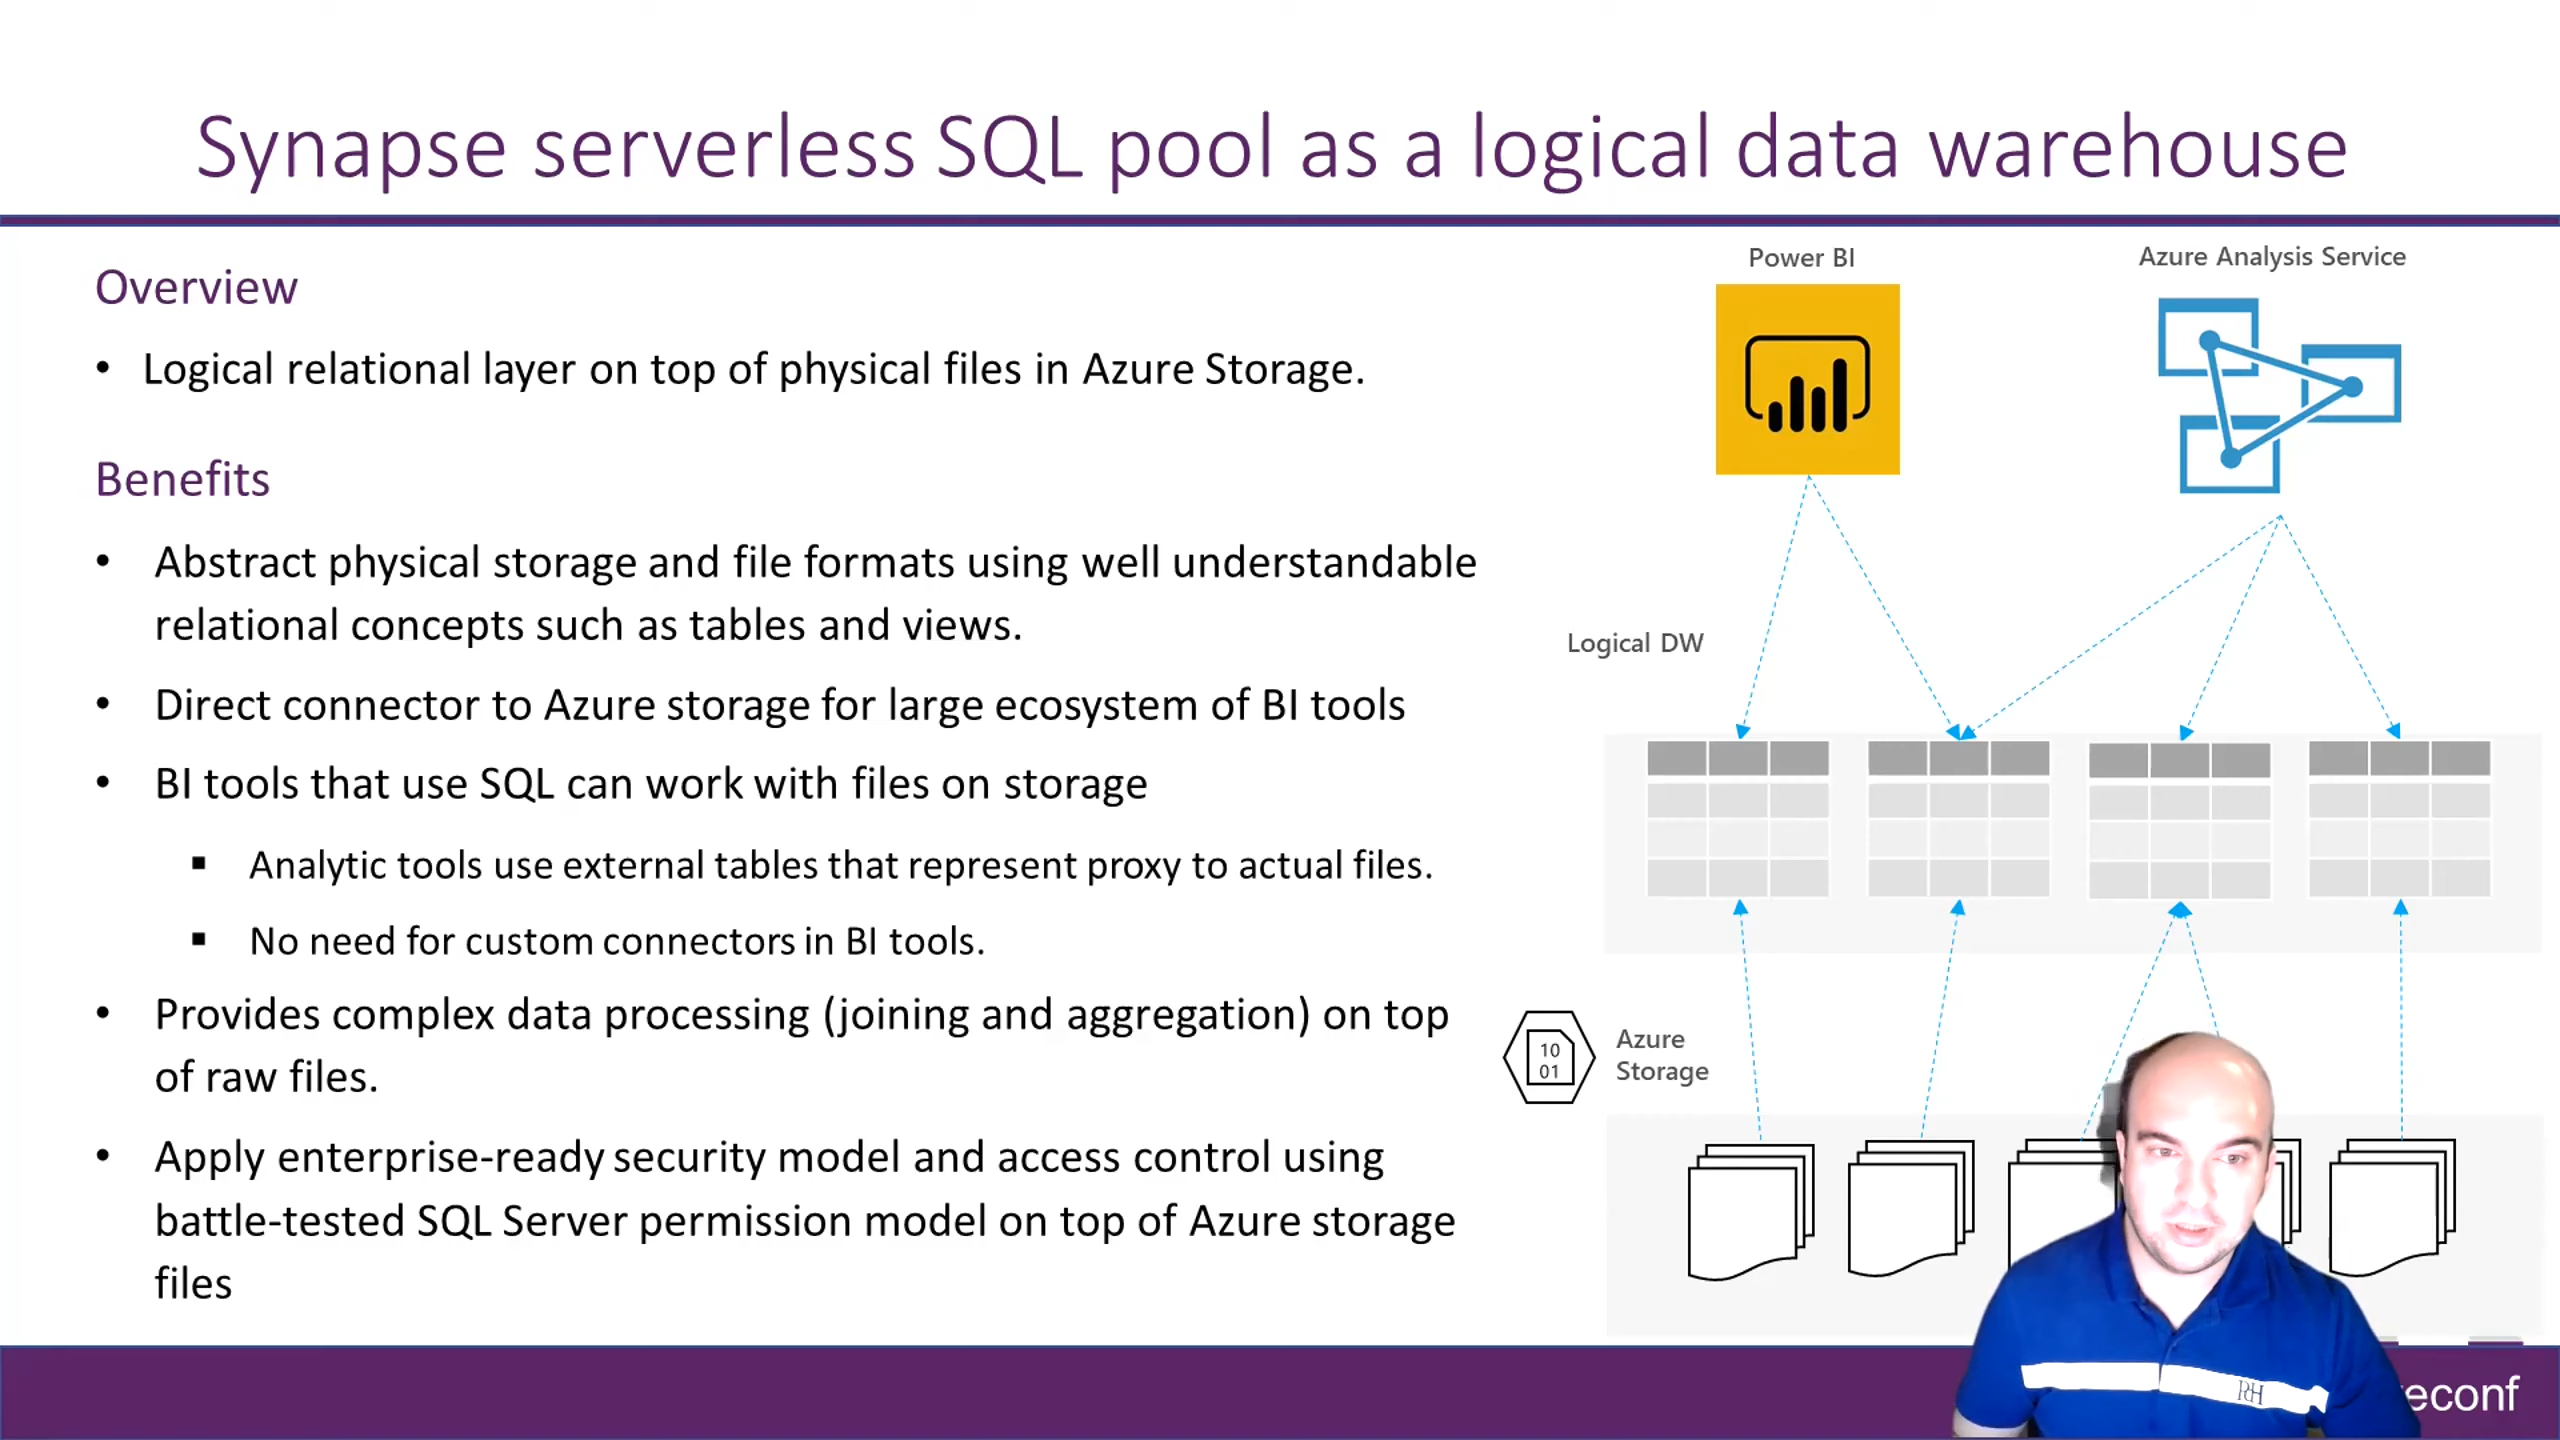 Synapse serverless SQL pool as a logical data warehouse
Overview
• Logical relational layer on top of physical files in Azure Storage.
Benefits
• Abstract physical storage and file formats using well understandable
relational concepts such as tables and views.
• Direct connector to Azure storage for large ecosystem of BI tools
• BI tools that use SQL can work with files on storage
▪ Analytic tools use external tables that represent proxy to actual files.
▪ No need for custom connectors in BI tools.
• Provides complex data processing (joining and aggregation) on top
of raw files.
• Apply enterprise-ready security model and access control using
battle-tested SQL Server permission model on top of Azure storage
files
Power BI
Azure Analysis Service
Logical DW
10
01
Azure
Storage
RH